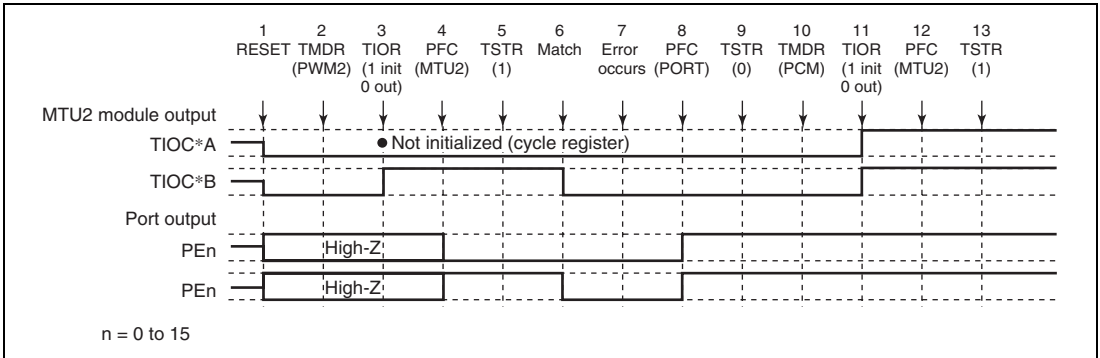 1 2 3 4 5 6 7 8 9 10 11 12 13
RESET TMDR TIOR PFC TSTR Match Error PFC TSTR TMDR TIOR PFC TSTR
(PWM2) (1 init (MTU2) (1) occurs (PORT) (0) (PCM) (1 init (MTU2) (1)
0 out) 0 out)
MTU2 module output
TIOC*A
● Not initialized (cycle register)
TIOC*B
Port output
PEn
High-Z
PEn
High-Z
n = 0 to 15